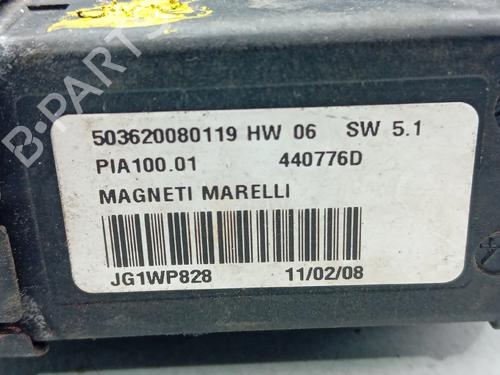 503620080119 HW 06 SW 5.1
PIA100.01 440776D
MAGNETI MARELLI
JG1WP828 11/02/08
B-PARTS